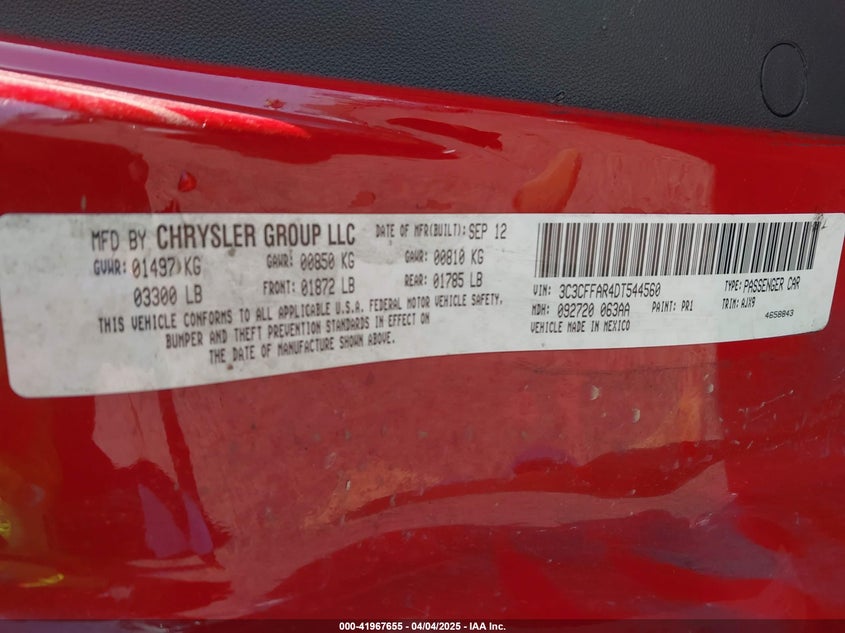 MFD BY CHRYSLER GROUP LLC DATE OF MFR(BUILT): SEP 12
GVWR: 01497 KG GAWR: 00850 KG GAWR: 00810 KG
03300 LB FRONT: 01872 LB REAR: 01785 LB
THIS VEHICLE CONFORMS TO ALL APPLICABLE U.S.A. FEDERAL MOTOR VEHICLE SAFETY,
BUMPER AND THEFT PREVENTION STANDARDS IN EFFECT ON
THE DATE OF MANUFACTURE SHOWN ABOVE.
VIN: 3C3CFFAR4DT544560 TYPE: PASSENGER CAR
MDH: 092720 063AA PAINT: PR1 TRIM: AJX9
VEHICLE MADE IN MEXICO 4658843
000-41967655 - 04/04/2025 - IAA Inc.